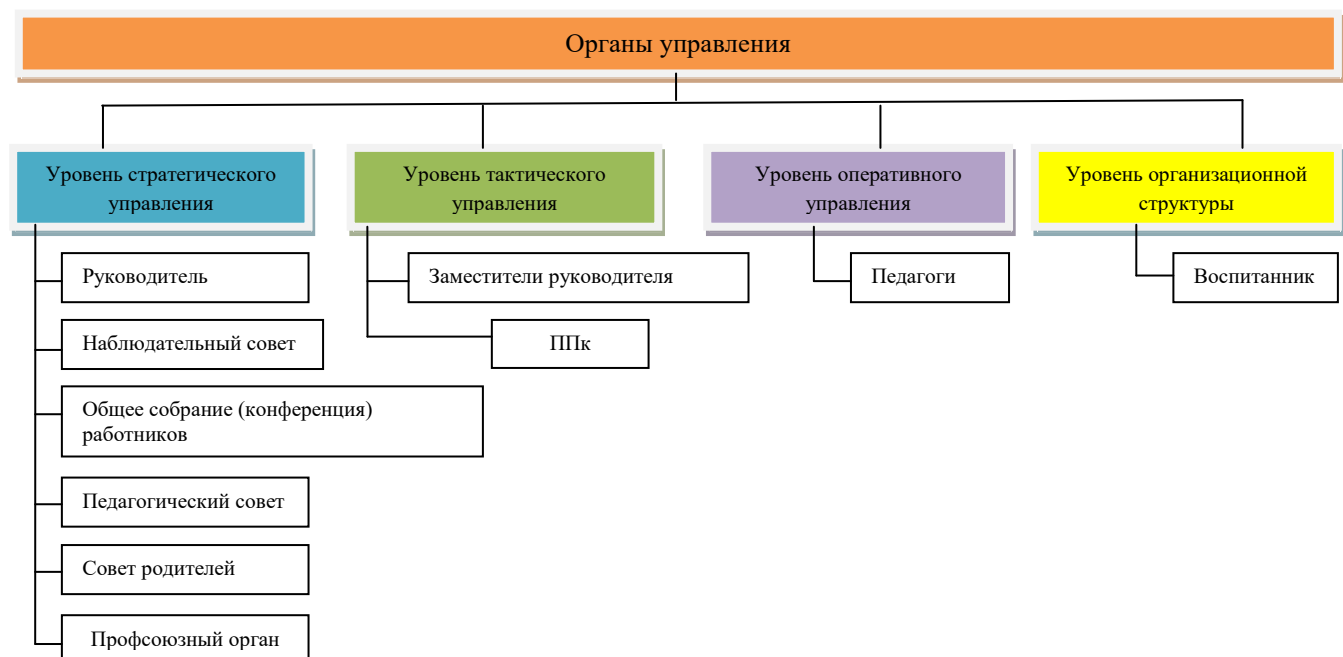 Органы управления
Уровень стратегического
управления
Уровень тактического
управления
Уровень оперативного
управления
Уровень организационной
структуры
Руководитель
Наблюдательный совет
Общее собрание (конференция)
работников
Педагогический совет
Совет родителей
Профсоюзный орган
Заместители руководителя
ППк
Педагоги
Воспитанник